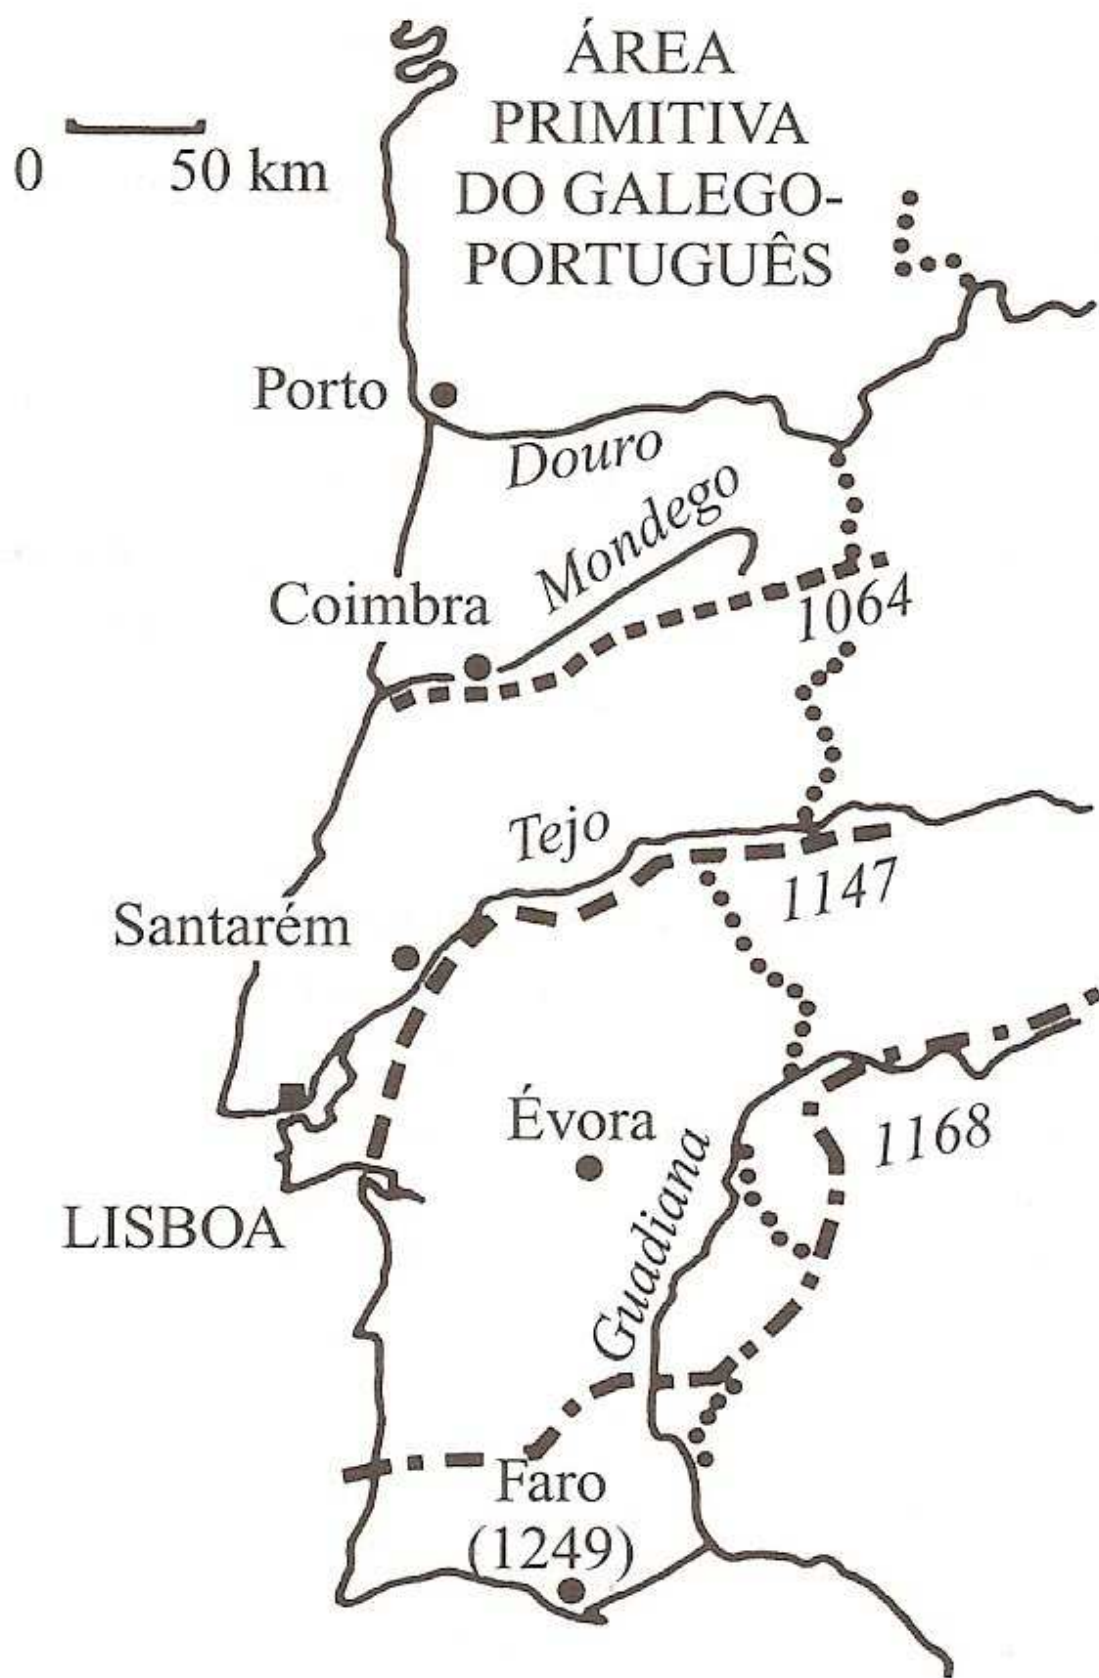 ÁREA
PRIMITIVA
DO GALEGO-
PORTUGUÊS
0 50 km
Porto
Douro
Mondego
Coimbra
1064
Tejo
1147
Santarém
Évora
1168
Guadiana
LISBOA
Faro
(1249)